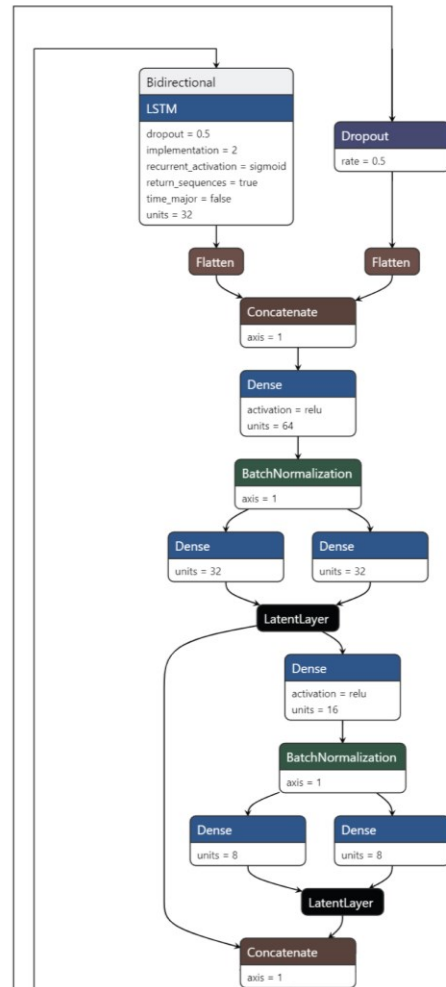 Bidirectional
LSTM
dropout = 0.5
implementation = 2
recurrent_activation = sigmoid
return_sequences = true
time_major = false
units = 32
Dropout
rate = 0.5
Flatten
Flatten
Concatenate
axis = 1
Dense
activation = relu
units = 64
BatchNormalization
axis = 1
Dense
units = 32
Dense
units = 32
LatentLayer
Dense
activation = relu
units = 16
BatchNormalization
axis = 1
Dense
units = 8
Dense
units = 8
LatentLayer
Concatenate
axis = 1